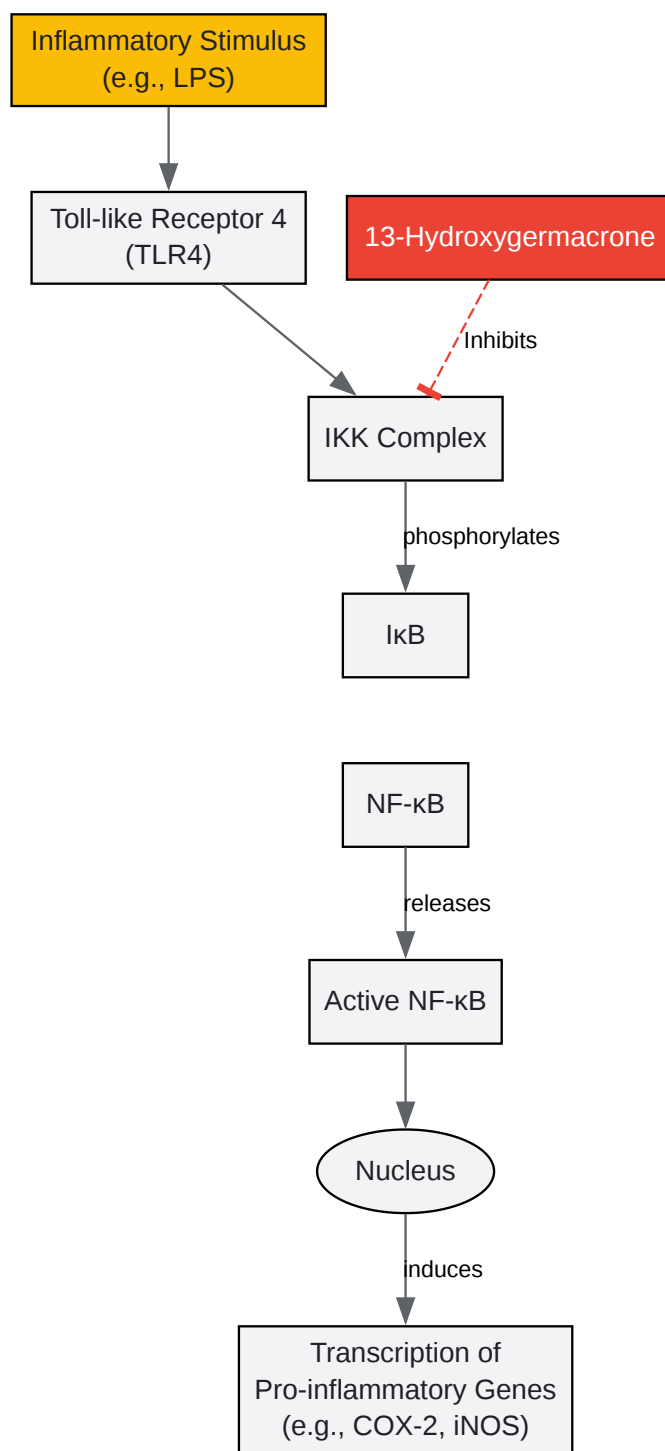 Inflammatory Stimulus
(e.g., LPS)
Toll-like Receptor 4
(TLR4)
13-Hydroxygermacrone
Inhibits
IKK Complex
phosphorylates
IκB
NF-κB
releases
Active NF-κB
Nucleus
induces
Transcription of
Pro-inflammatory Genes
(e.g., COX-2, iNOS)